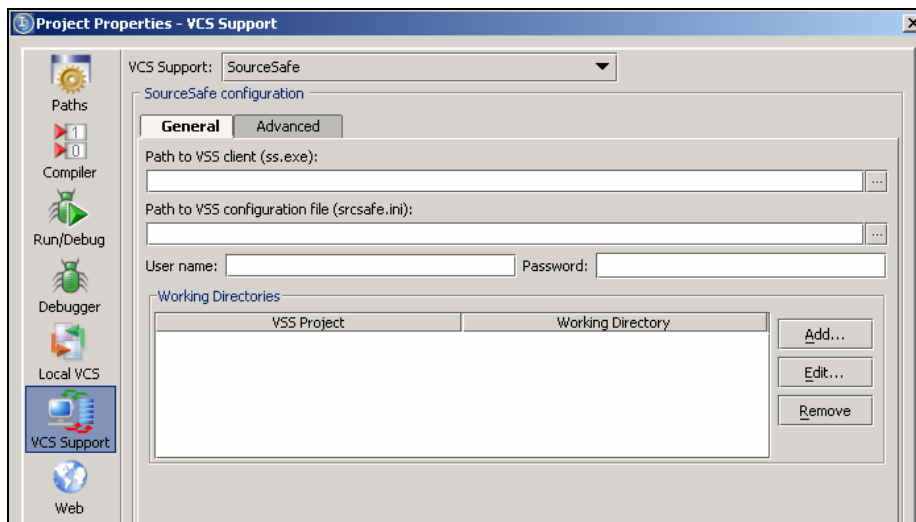 Project Properties - VCS Support
Paths
1
0
Compiler
Run/Debug
Debugger
Local VCS
VCS Support
Web
VCS Support: SourceSafe
SourceSafe configuration
General Advanced
Path to VSS client (ss.exe):
...
Path to VSS configuration file (srcsafe.ini):
...
User name: Password:
Working Directories
VSS Project Working Directory
Add...
Edit...
Remove